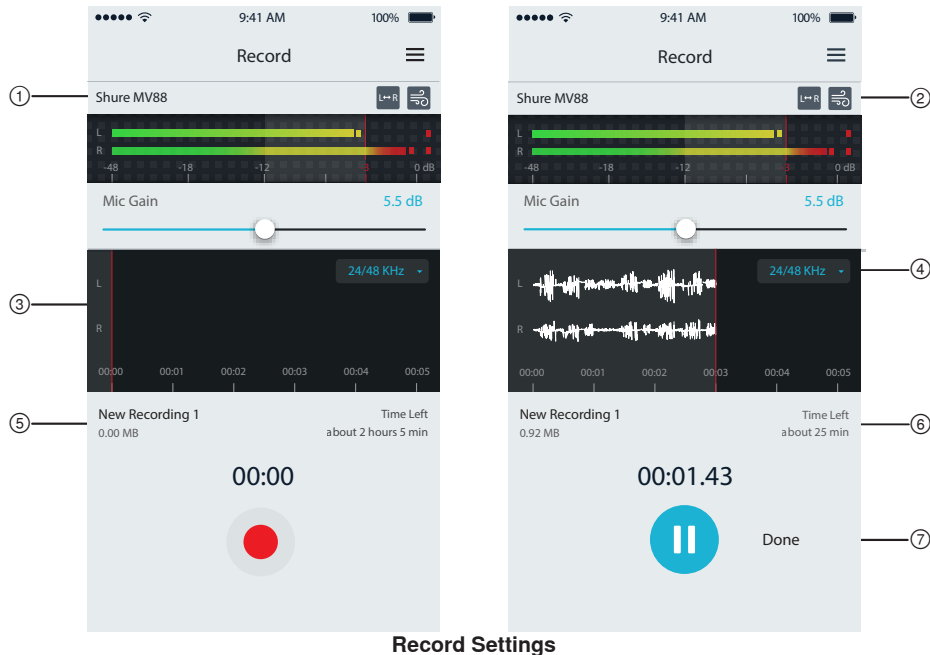 9:41 AM 100%
Record
① Shure MV88 L↔R
L
R
-48 -18 -12 -3 0 dB
Mic Gain 5.5 dB
24/48 KHz
③
L
R
00:00 00:01 00:02 00:03 00:04 00:05
⑤ New Recording 1 Time Left
0.00 MB about 2 hours 5 min
00:00
9:41 AM 100%
Record
Shure MV88 L↔R ②
L
R
-48 -18 -12 -3 0 dB
Mic Gain 5.5 dB
24/48 KHz ④
L
R
00:00 00:01 00:02 00:03 00:04 00:05
New Recording 1 Time Left ⑥
0.92 MB about 25 min
00:01.43
Done ⑦
Record Settings